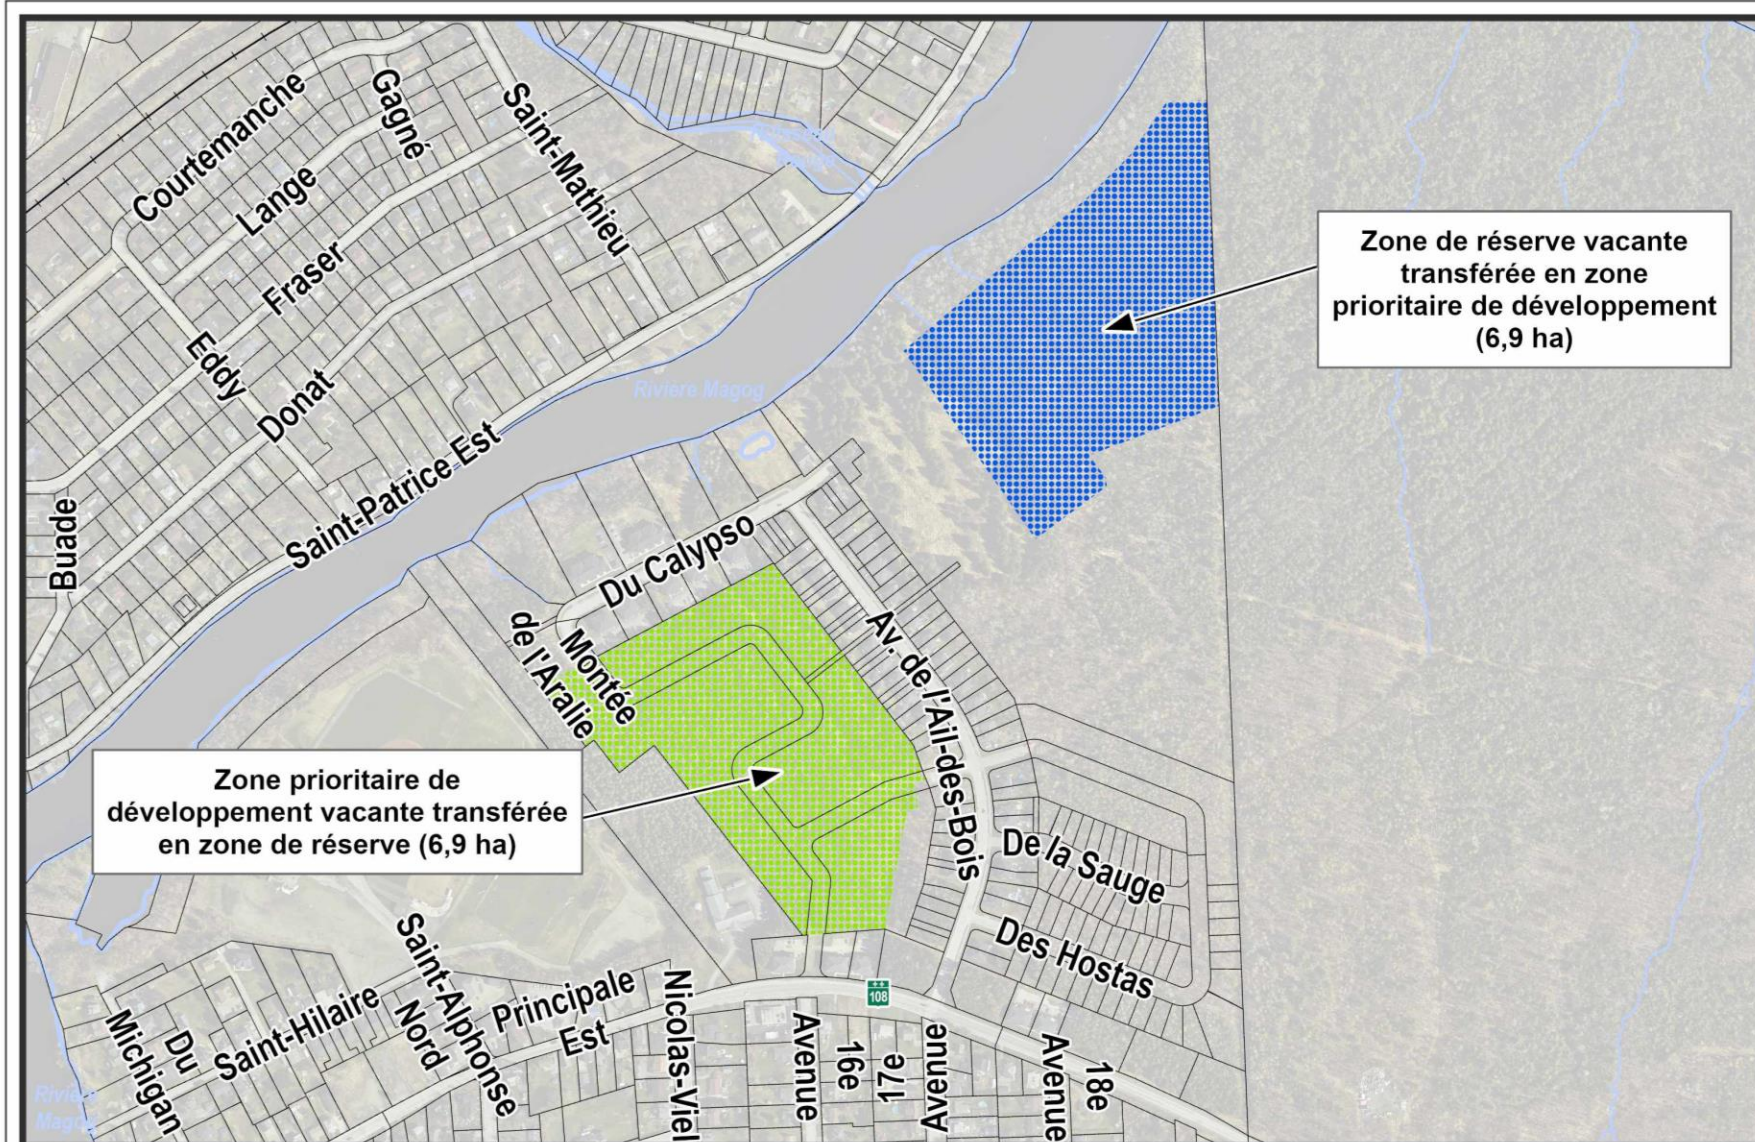 Courtemanche
Gagné
Saint-Mathieu
Lange
Fraser
Eddy
Donat
Buade
Saint-Patrice Est
Rivière Magog
Zone de réserve vacante
transférée en zone
prioritaire de développement
(6,9 ha)
Du Calypso
Montée
de l'Aralie
Av. de l'Ail-des-Bois
Zone prioritaire de
développement vacante transférée
en zone de réserve (6,9 ha)
De la Sauge
Des Hostas
Saint-Alphonse
Nord
Principale
Est
Nicolas-Viel
108
Saint-Hilaire
Du
Michigan
Avenue
16e
17e
Avenue
18e
Avenue
Rivière
Magog